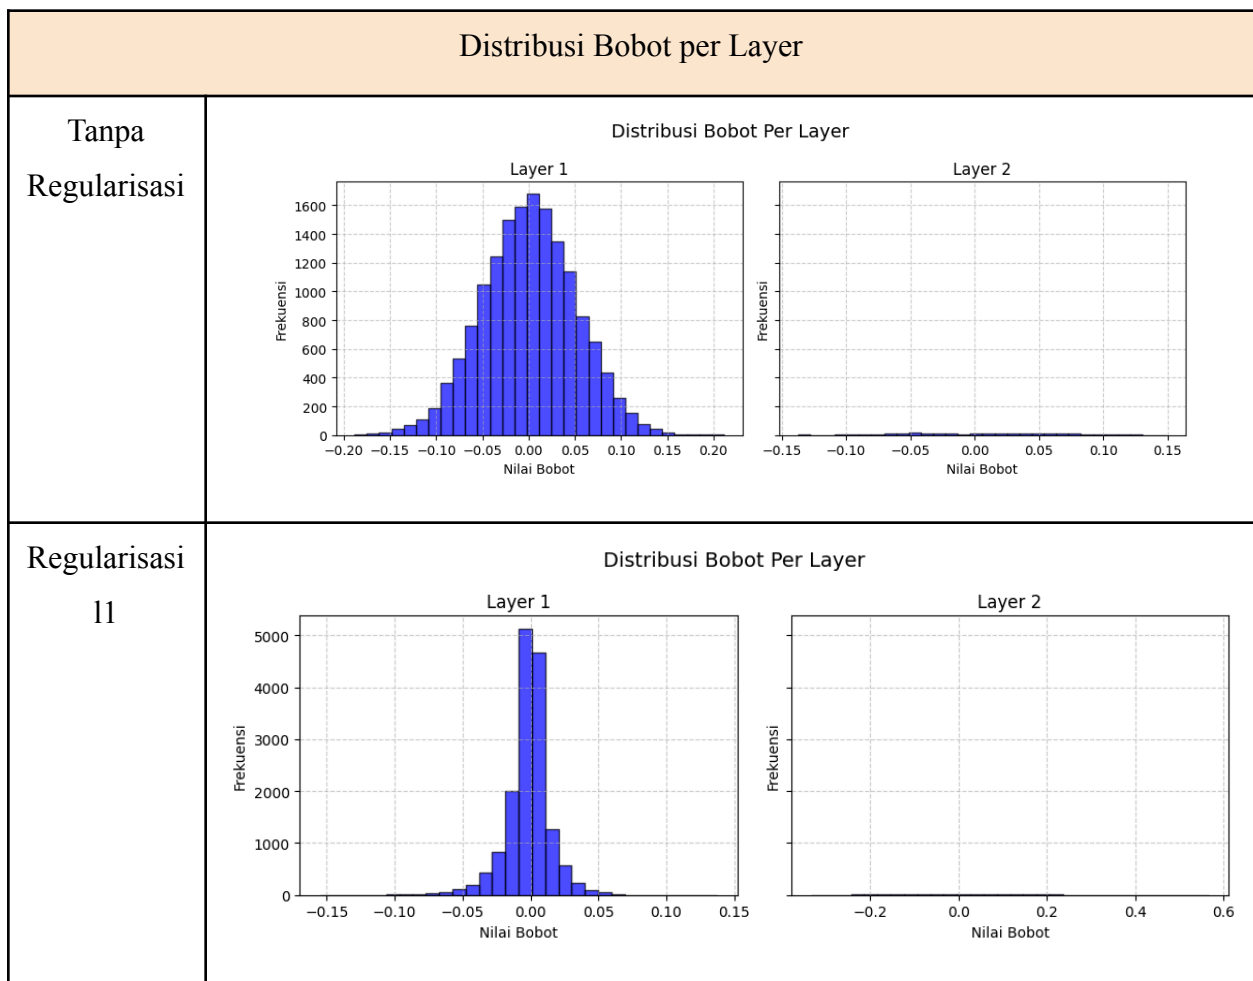 Distribusi Bobot per Layer
Tanpa
Regularisasi
Distribusi Bobot Per Layer
Layer 1
Frekuensi
1600
1400
1200
1000
800
600
400
200
0
−0.20 −0.15 −0.10 −0.05 0.00 0.05 0.10 0.15 0.20
Nilai Bobot
Layer 2
Frekuensi
−0.15 −0.10 −0.05 0.00 0.05 0.10 0.15
Nilai Bobot
Regularisasi
l1
Distribusi Bobot Per Layer
Layer 1
Frekuensi
5000
4000
3000
2000
1000
0
−0.15 −0.10 −0.05 0.00 0.05 0.10 0.15
Nilai Bobot
Layer 2
Frekuensi
−0.2 0.0 0.2 0.4 0.6
Nilai Bobot